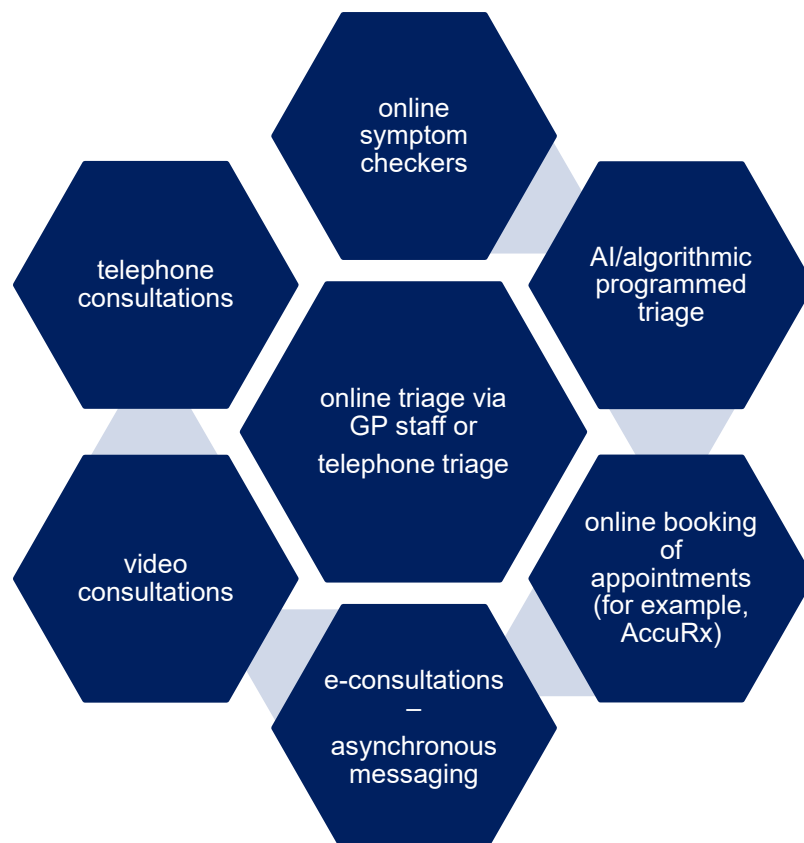 online
symptom
checkers
AI/algorithmic
programmed
triage
online booking
of
appointments
(for example,
AccuRx)
e-consultations
–
asynchronous
messaging
video
consultations
telephone
consultations
online triage via
GP staff or
telephone triage